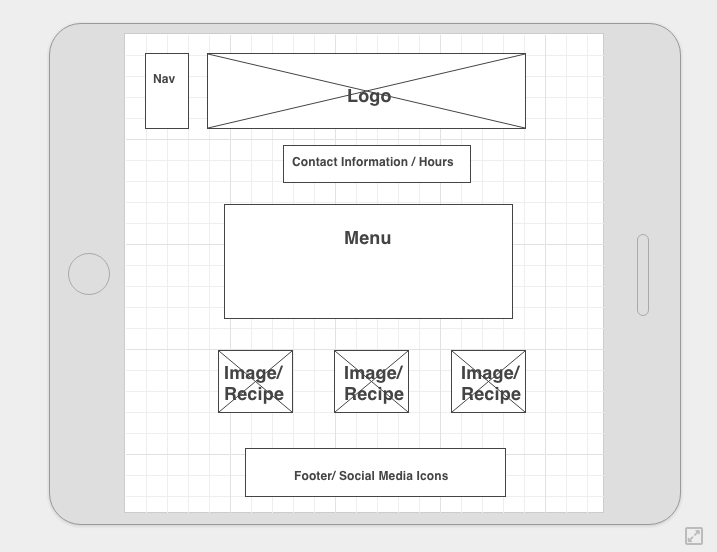 Nav
Logo
Contact Information / Hours
Menu
Image/
Recipe
Image/
Recipe
Image/
Recipe
Footer/ Social Media Icons